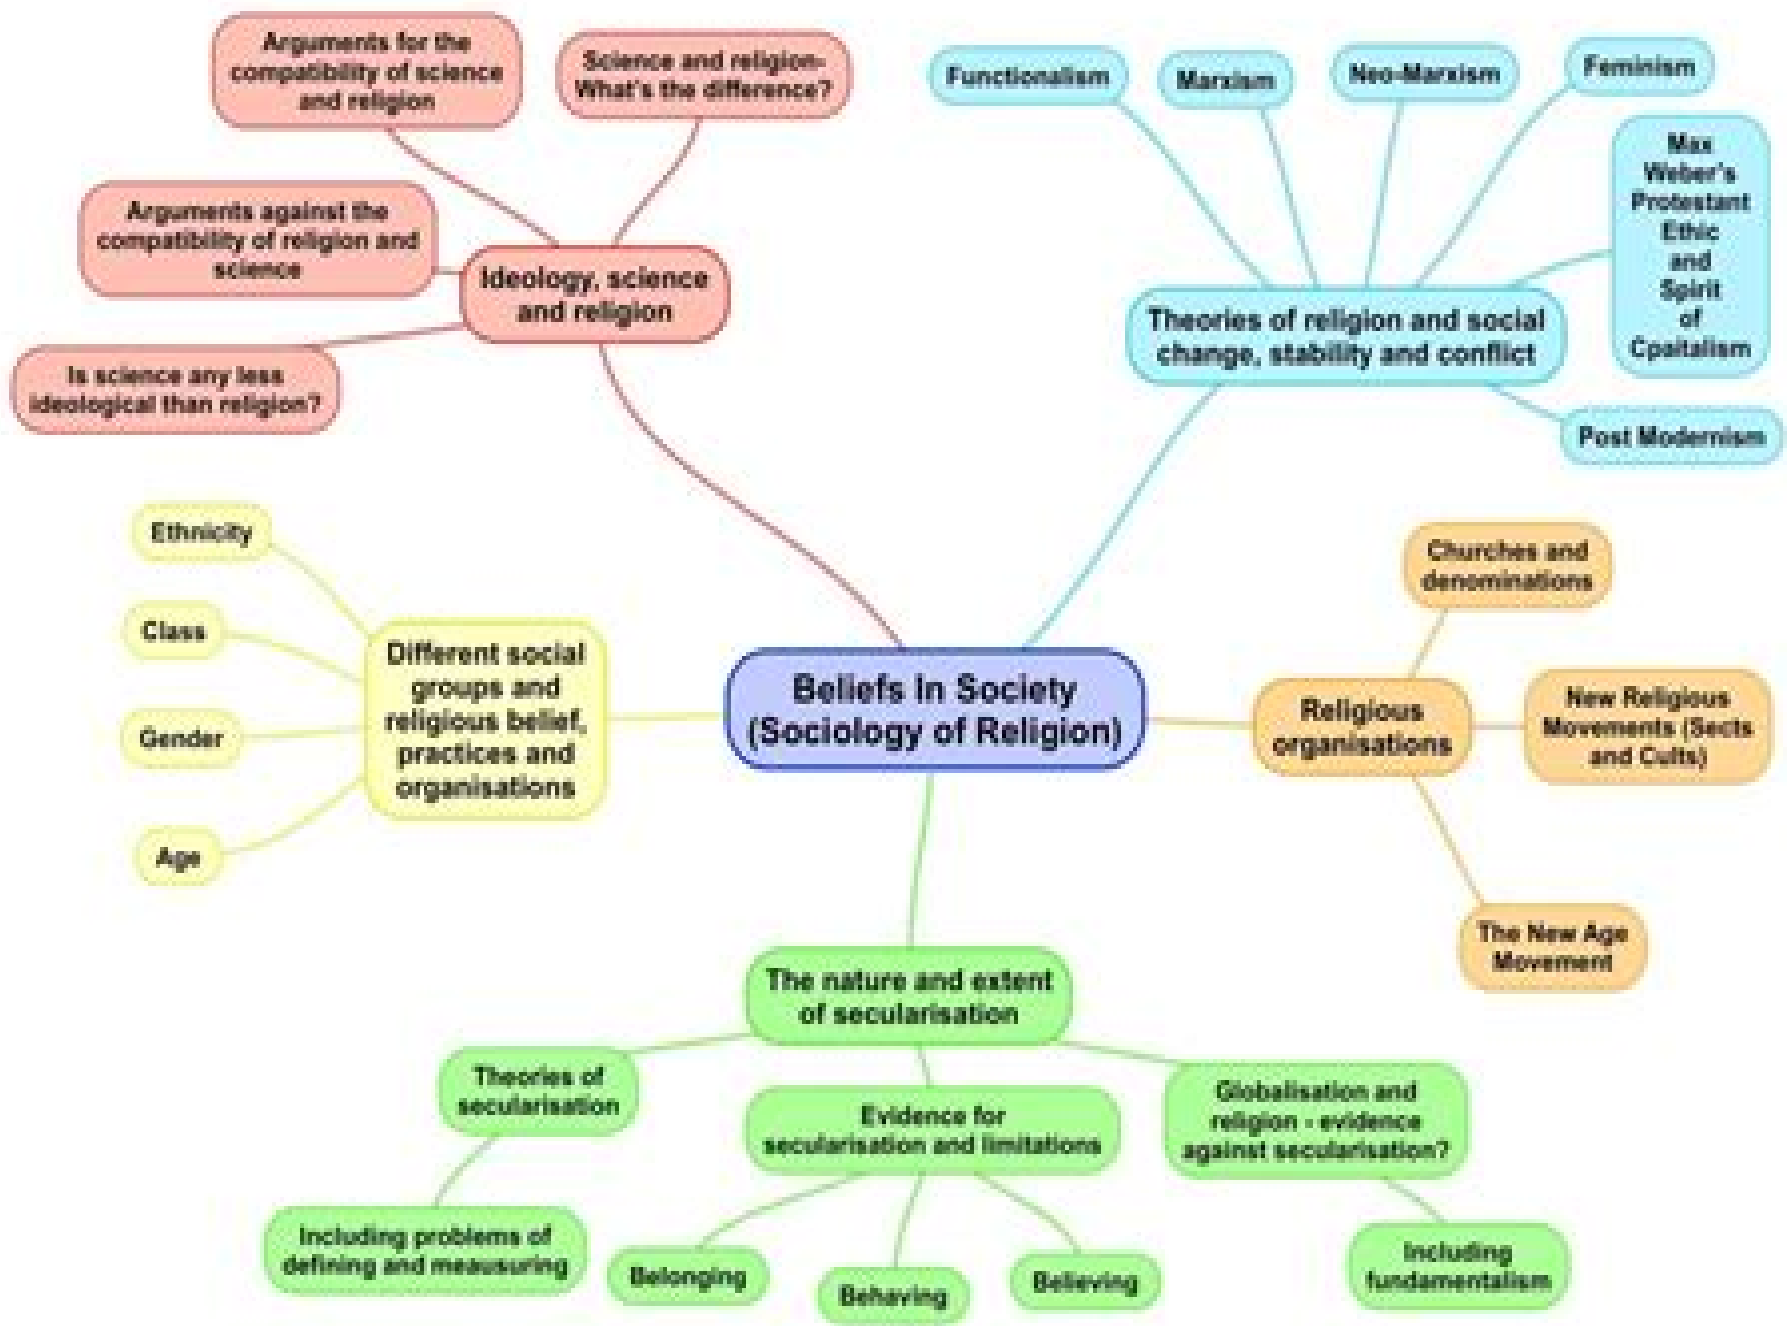 Arguments for the
compatibility of science
and religion
Science and religion-
What's the difference?
Arguments against the
compatibility of religion and
science
Is science any less
ideological than religion?
Ideology, science
and religion
Functionalism
Marxism
Neo-Marxism
Feminism
Max
Weber's
Protestant
Ethic
and
Spirit
of
Cpaitalism
Theories of religion and social
change, stability and conflict
Post Modernism
Ethnicity
Class
Gender
Age
Different social
groups and
religious belief,
practices and
organisations
Beliefs In Society
(Sociology of Religion)
Religious
organisations
Churches and
denominations
New Religious
Movements (Sects
and Cults)
The New Age
Movement
The nature and extent
of secularisation
Theories of
secularisation
Including problems of
defining and meausuring
Evidence for
secularisation and limitations
Belonging
Behaving
Believing
Globalisation and
religion - evidence
against secularisation?
Including
fundamentalism